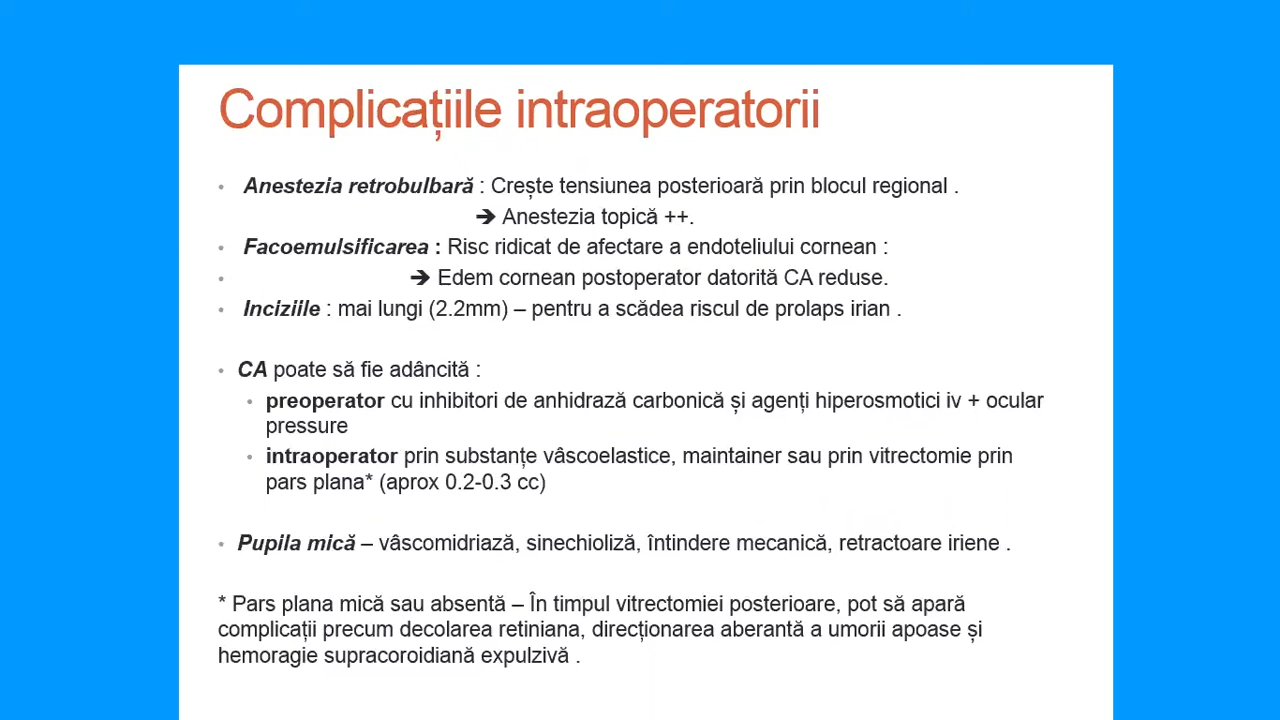 Complicațiile intraoperatorii
• Anestezia retrobulbară : Crește tensiunea posterioară prin blocul regional .
➔ Anestezia topică ++.
• Facoemulsificarea : Risc ridicat de afectare a endoteliului cornean :
• ➔ Edem cornean postoperator datorită CA reduse.
• Inciziile : mai lungi (2.2mm) – pentru a scădea riscul de prolaps irian .
• CA poate să fie adâncită :
• preoperator cu inhibitori de anhidrază carbonică și agenți hiperosmotici iv + ocular
pressure
• intraoperator prin substanțe vâscoelastice, maintainer sau prin vitrectomie prin
pars plana* (aprox 0.2-0.3 cc)
• Pupila mică – vâscomidriază, sinechioliză, întindere mecanică, retractoare iriene .
* Pars plana mică sau absentă – În timpul vitrectomiei posterioare, pot să apară
complicații precum decolarea retiniana, direcționarea aberantă a umorii apoase și
hemoragie supracoroidiană expulzivă .